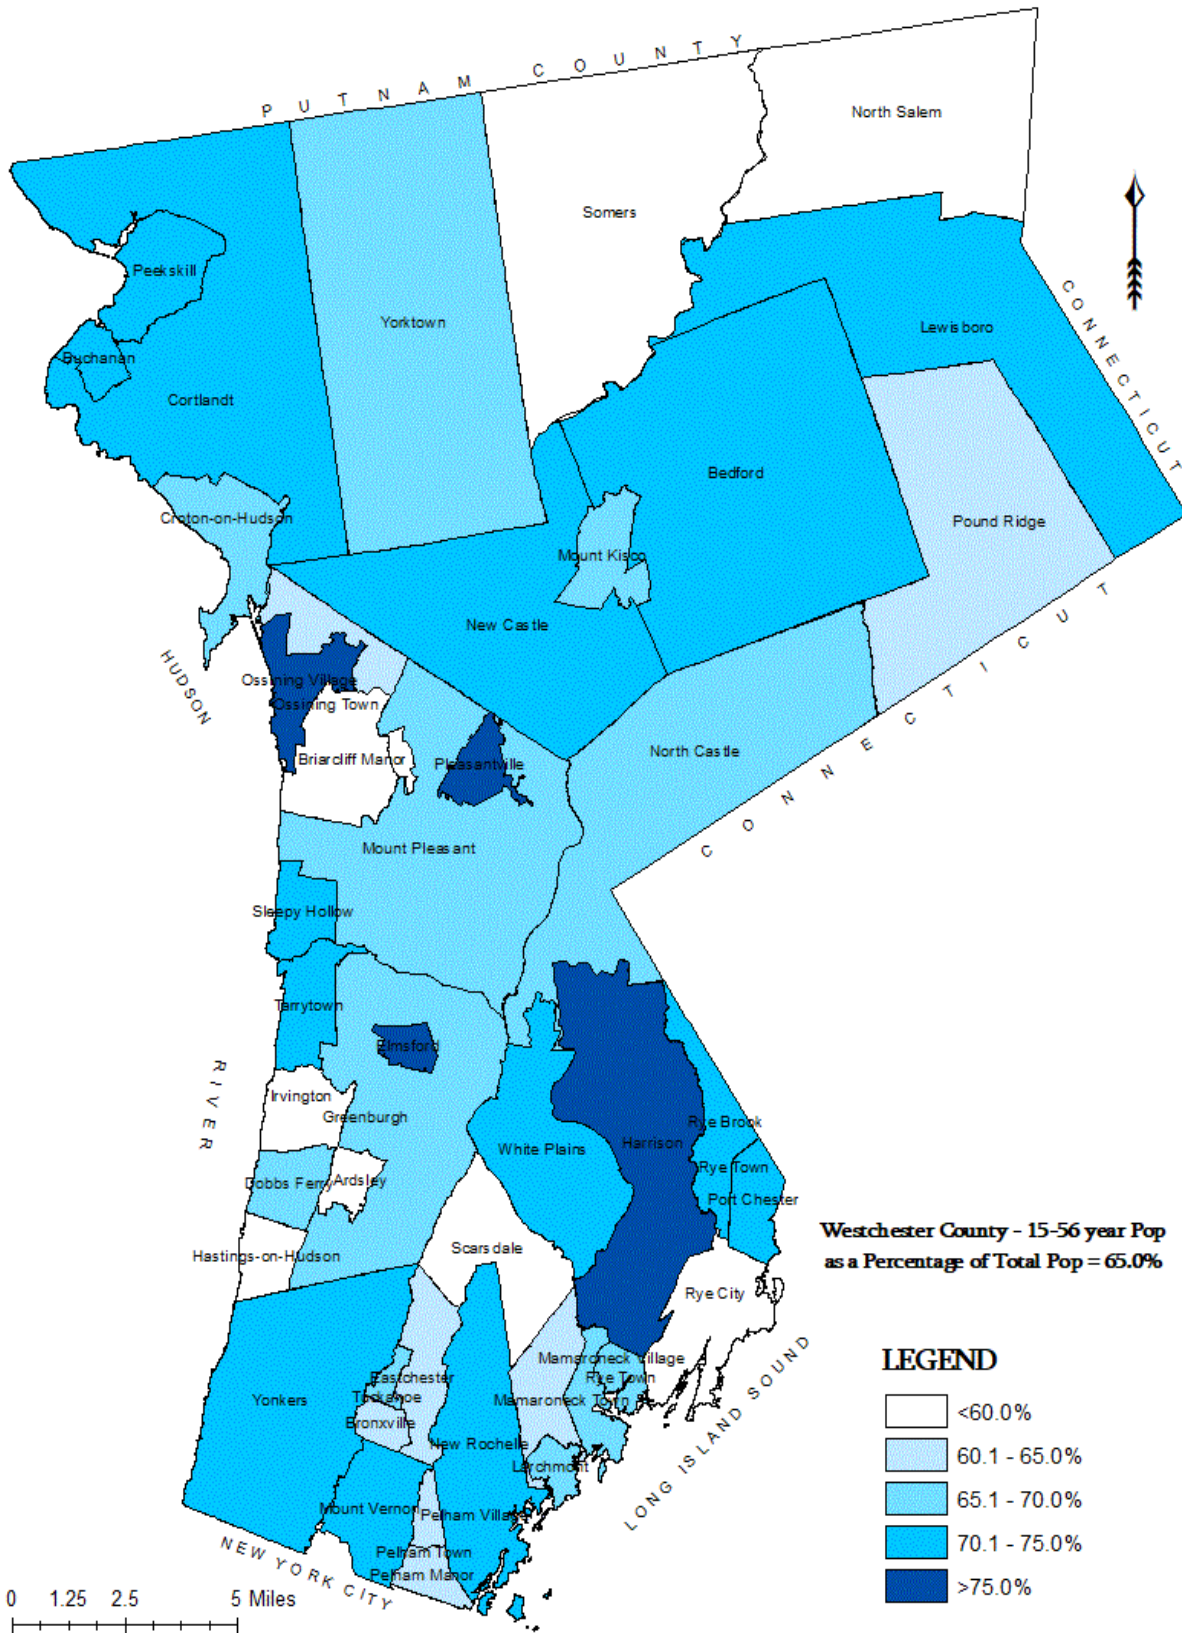 PUTNAM COUNTY
North Salem
Somers
Peekskill
Yorktown
Lewisboro
CONNECTICUT
Buchanan
Cortlandt
Bedford
Croton-on-Hudson
Pound Ridge
Mount Kisco
New Castle
HUDSON
Ossining Village
Ossining Town
North Castle
CONNECTICUT
Briarcliff Manor
Pleasantville
Mount Pleasant
Sleepy Hollow
Tarrytown
Elmsford
RIVER
Irvington
Greenburgh
Rye Brook
Harrison
White Plains
Rye Town
Dobbs Ferry
Ardsley
Port Chester
Hastings-on-Hudson
Scarsdale
Westchester County - 15-56 year Pop
as a Percentage of Total Pop = 65.0%
Rye City
Mamaroneck Village
Eastchester
Rye Town
Yonkers
Tuckahoe
Mamaroneck Town
Bronxville
New Rochelle
Larchmont
LONG ISLAND SOUND
Mount Vernon
Pelham Village
Pelham Town
Pelham Manor
NEW YORK CITY
LEGEND
<60.0%
60.1 - 65.0%
65.1 - 70.0%
70.1 - 75.0%
>75.0%
0 1.25 2.5 5 Miles